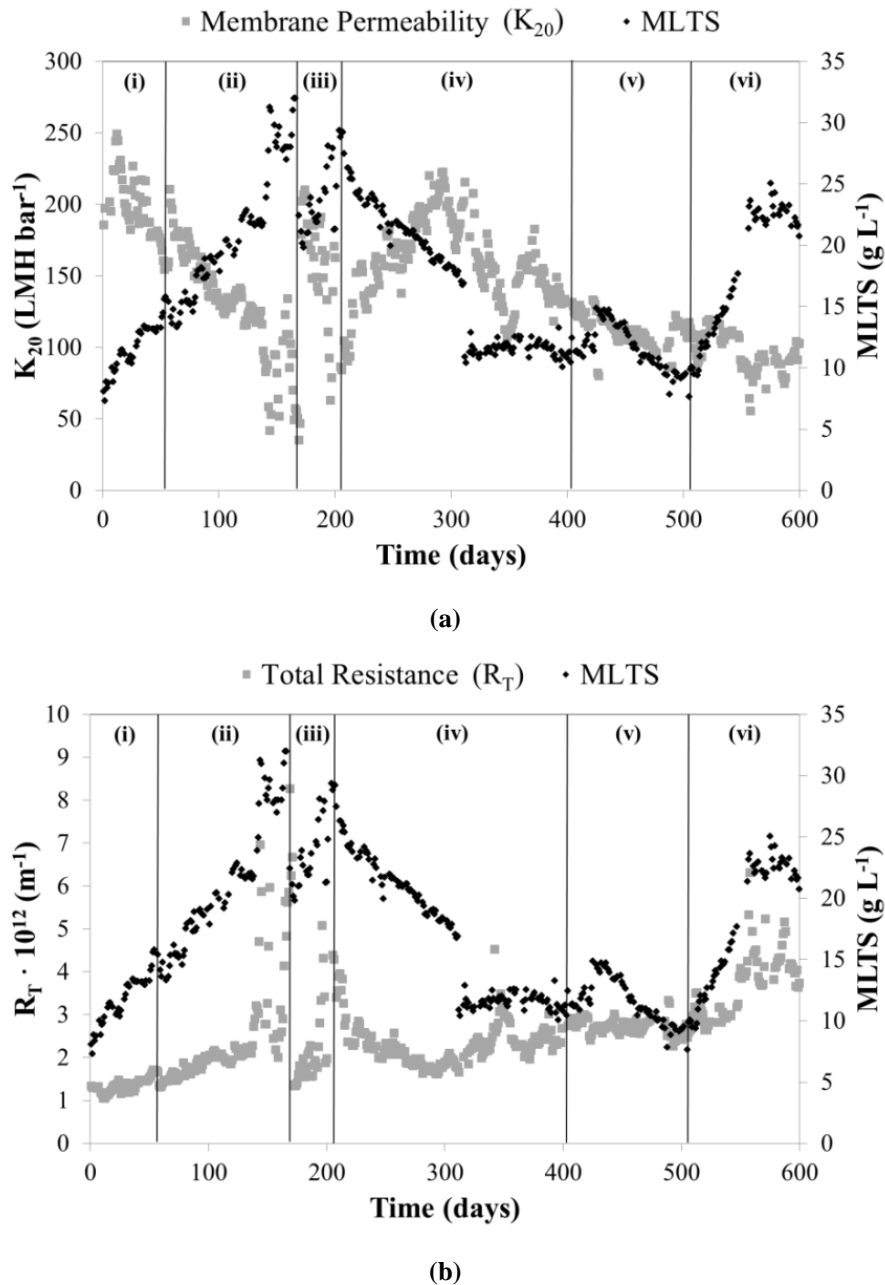 ■ Membrane Permeability (K₂₀) ◆ MLTS
300 35
(i) (ii) (iii) (iv) (v) (vi)
250 30
200 25
150 20
100 15
50 10
0 5
0
0 100 200 300 400 500 600
K₂₀ (LMH bar⁻¹)
MLTS (g L⁻¹)
Time (days)
(a)
■ Total Resistance (R_T) ◆ MLTS
10 35
(i) (ii) (iii) (iv) (v) (vi)
9
8 30
7 25
6 20
5
4 15
3 10
2
1 5
0 0
0 100 200 300 400 500 600
R_T · 10¹² (m⁻¹)
MLTS (g L⁻¹)
Time (days)
(b)